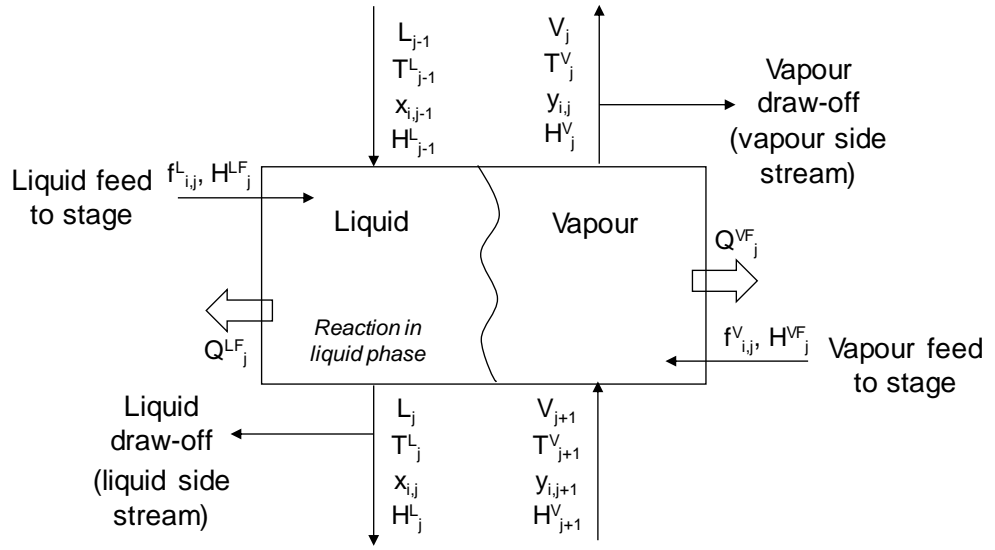 L_{j-1}
T^L_{j-1}
x_{i,j-1}
H^L_{j-1}
V_j
T^V_j
y_{i,j}
H^V_j
Vapour
draw-off
(vapour side
stream)
Liquid feed
to stage
f^L_{i,j}, H^{LF}_j
Liquid
Vapour
Q^{VF}_j
Q^{LF}_j
Reaction in
liquid phase
f^V_{i,j}, H^{VF}_j
Vapour feed
to stage
Liquid
draw-off
(liquid side
stream)
L_j
T^L_j
x_{i,j}
H^L_j
V_{j+1}
T^V_{j+1}
y_{i,j+1}
H^V_{j+1}